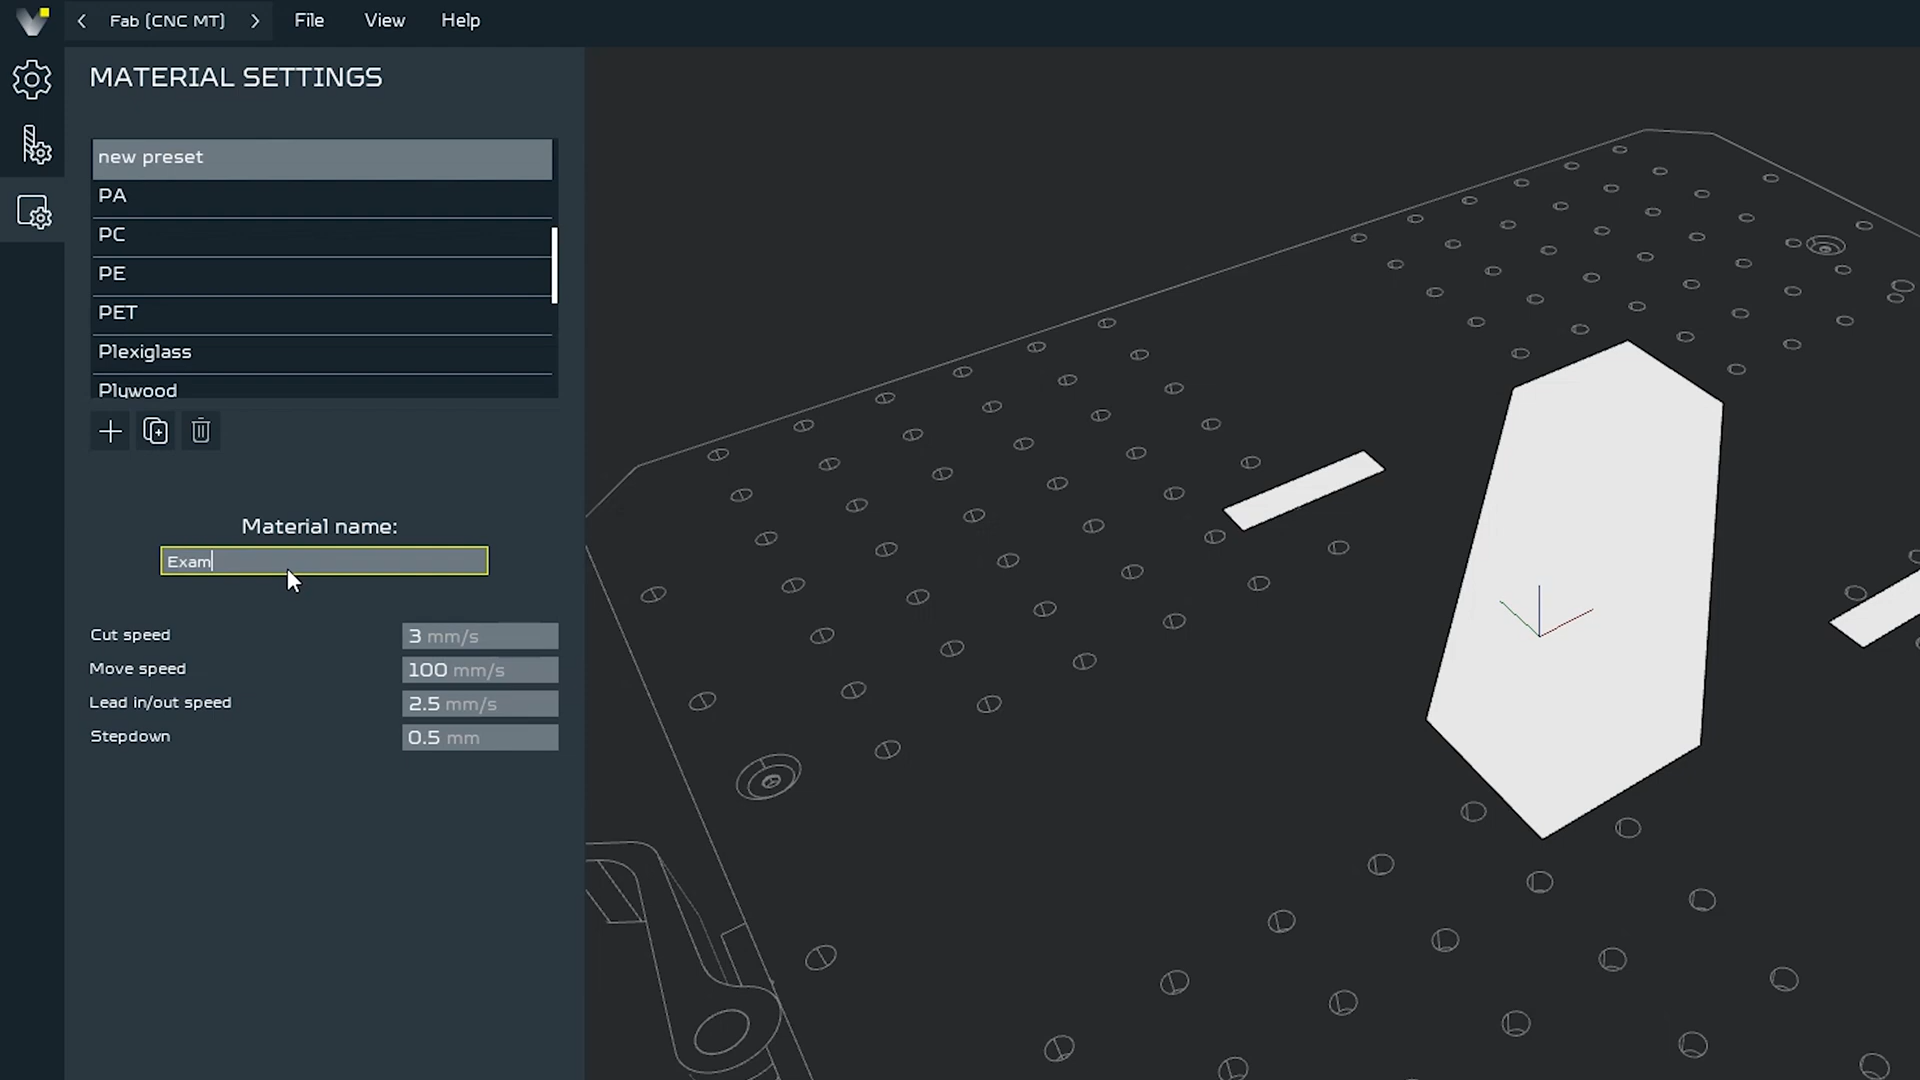 Fab (CNC MT)
File
View
Help
MATERIAL SETTINGS
new preset
PA
PC
PE
PET
Plexiglass
Plywood
Material name:
Exam
Cut speed 3 mm/s
Move speed 100 mm/s
Lead in/out speed 2.5 mm/s
Stepdown 0.5 mm